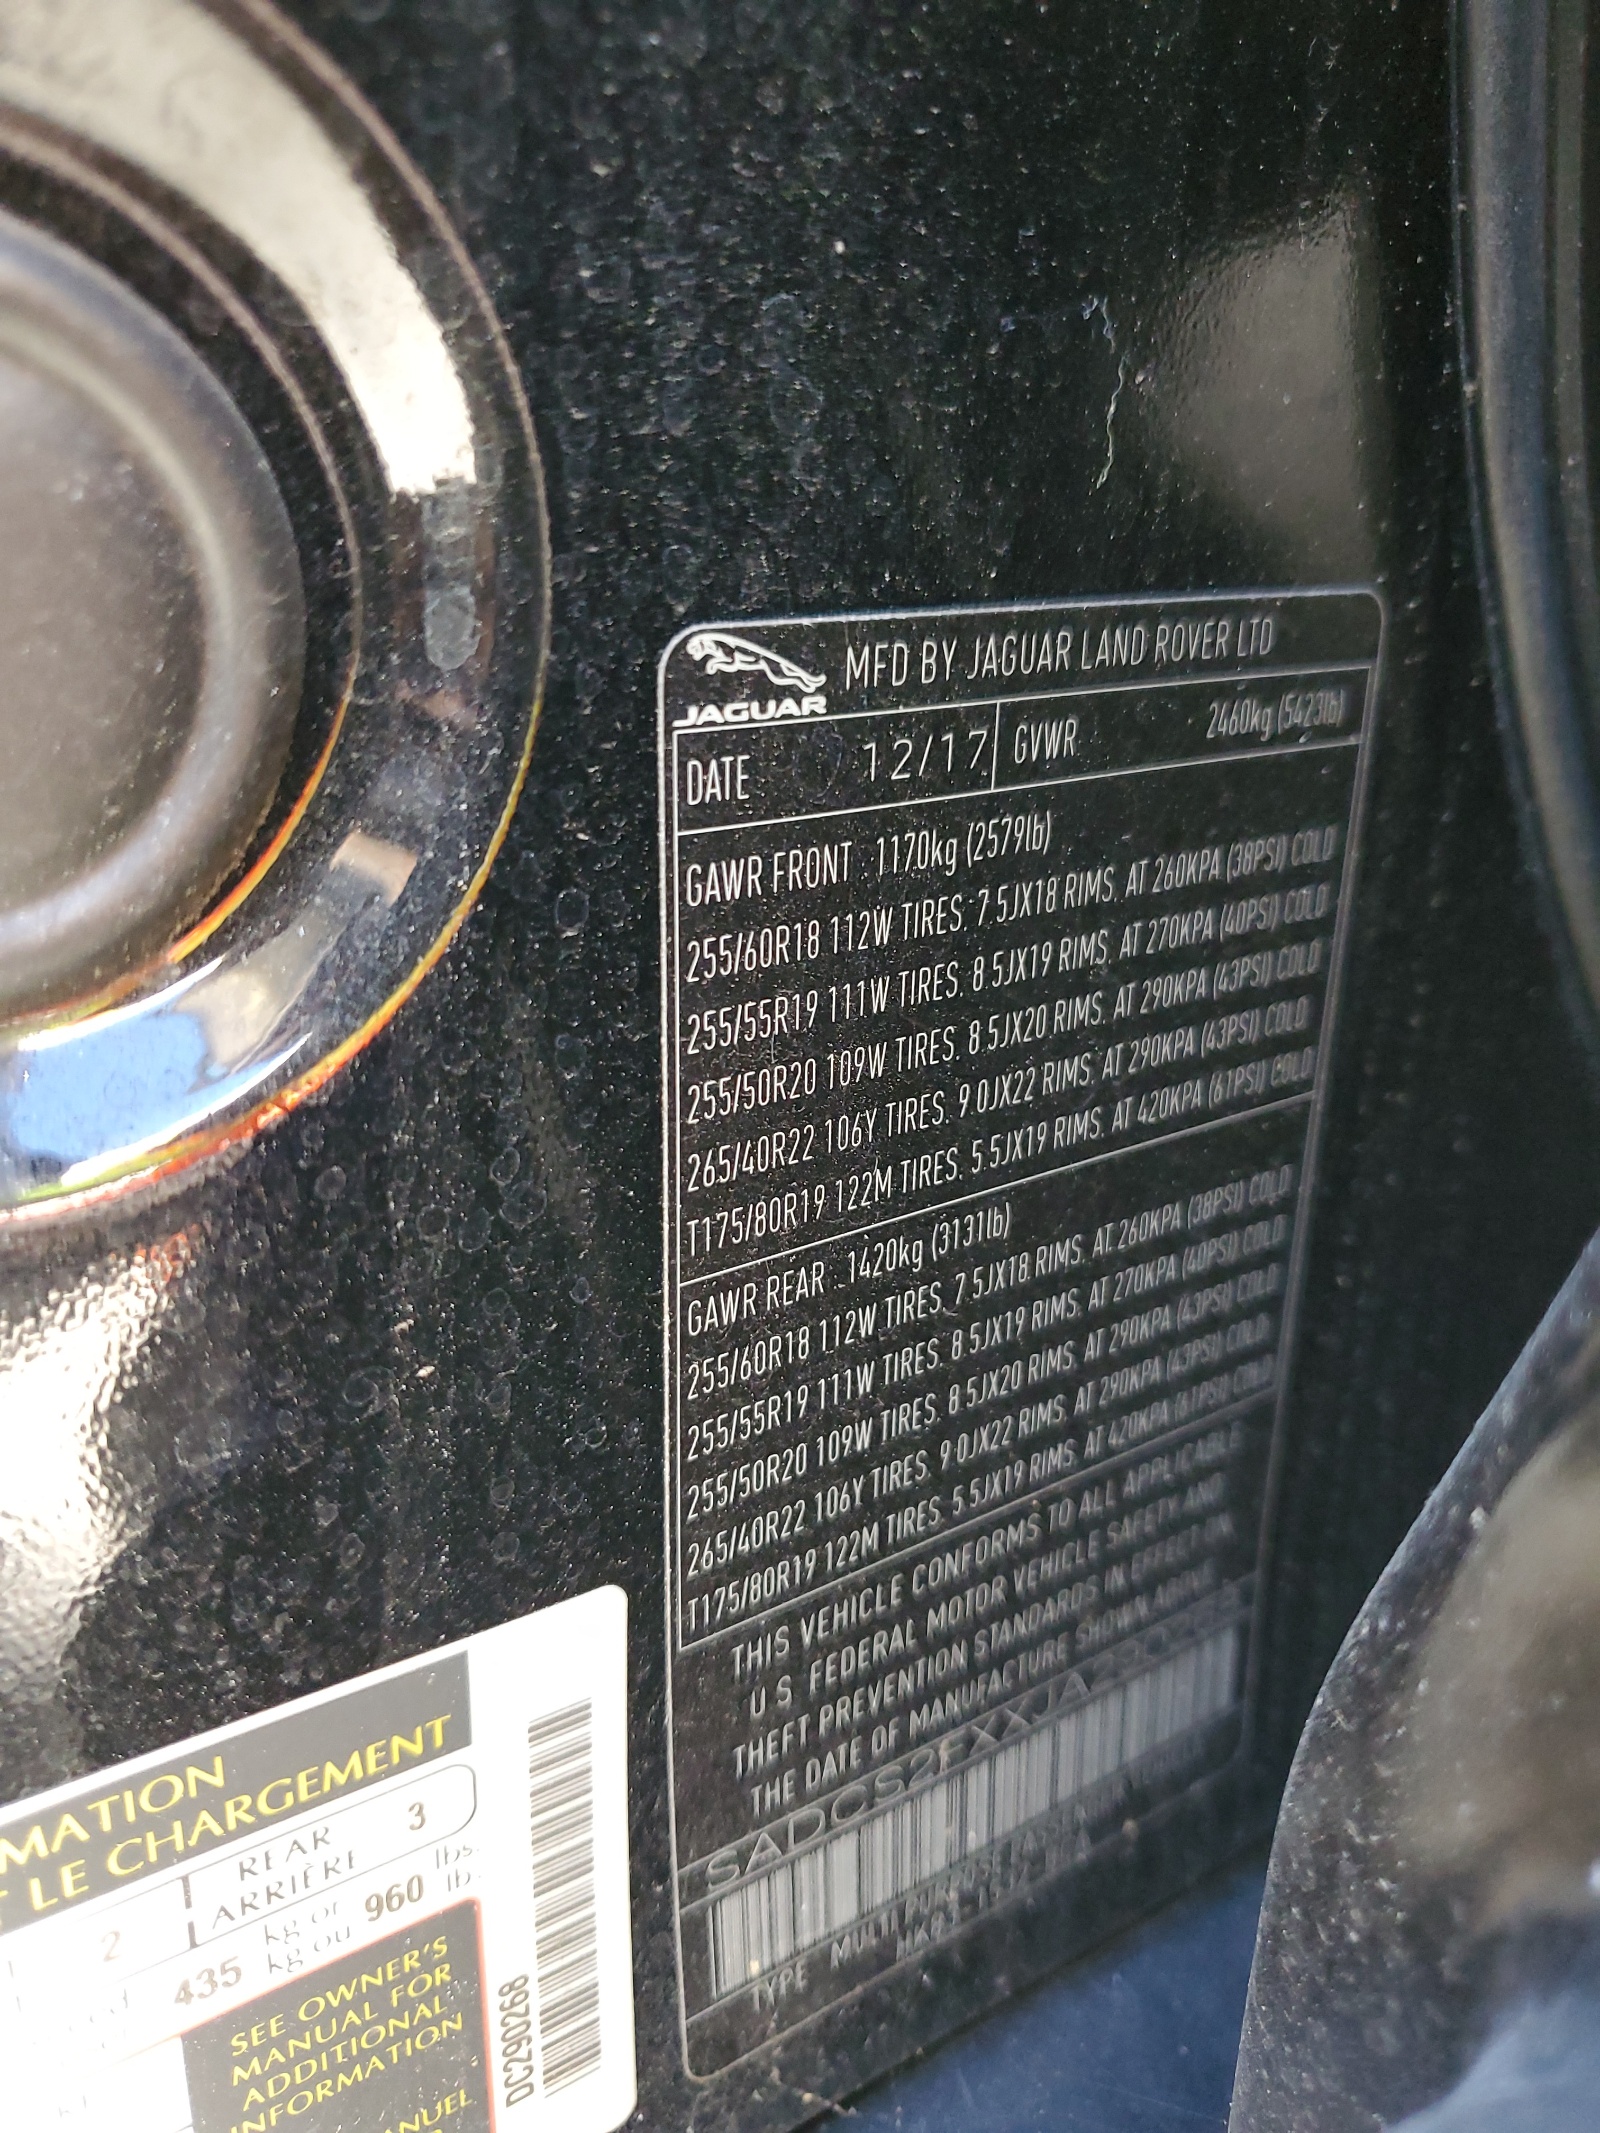 JAGUAR
MFD BY JAGUAR LAND ROVER LTD
DATE 12/17 GVWR 2460kg (5423lb)
GAWR FRONT : 1170kg (2579lb)
255/60R18 112W TIRES. 7.5JX18 RIMS. AT 260KPA (38PSI) COLD
255/55R19 111W TIRES. 8.5JX19 RIMS. AT 270KPA (40PSI) COLD
255/50R20 109W TIRES. 8.5JX20 RIMS. AT 290KPA (43PSI) COLD
265/40R22 106Y TIRES. 9.0JX22 RIMS. AT 290KPA (43PSI) COLD
T175/80R19 122M TIRES. 5.5JX19 RIMS. AT 420KPA (61PSI) COLD
GAWR REAR : 1420kg (3131lb)
255/60R18 112W TIRES. 7.5JX18 RIMS. AT 260KPA (38PSI) COLD
255/55R19 111W TIRES. 8.5JX19 RIMS. AT 270KPA (40PSI) COLD
255/50R20 109W TIRES. 8.5JX20 RIMS. AT 290KPA (43PSI) COLD
265/40R22 106Y TIRES. 9.0JX22 RIMS. AT 290KPA (43PSI) COLD
T175/80R19 122M TIRES. 5.5JX19 RIMS. AT 420KPA (61PSI) COLD
THIS VEHICLE CONFORMS TO ALL APPLICABLE
U.S. FEDERAL MOTOR VEHICLE SAFETY AND
THEFT PREVENTION STANDARDS IN EFFECT ON
THE DATE OF MANUFACTURE SHOWN ABOVE
TYPE
MATION
LE CHARGEMENT
2 REAR 3
ARRIÈRE
435 kg or 960 lbs.
kg ou lb.
SEE OWNER'S
MANUAL FOR
ADDITIONAL
INFORMATION
ANUEL
DC290268